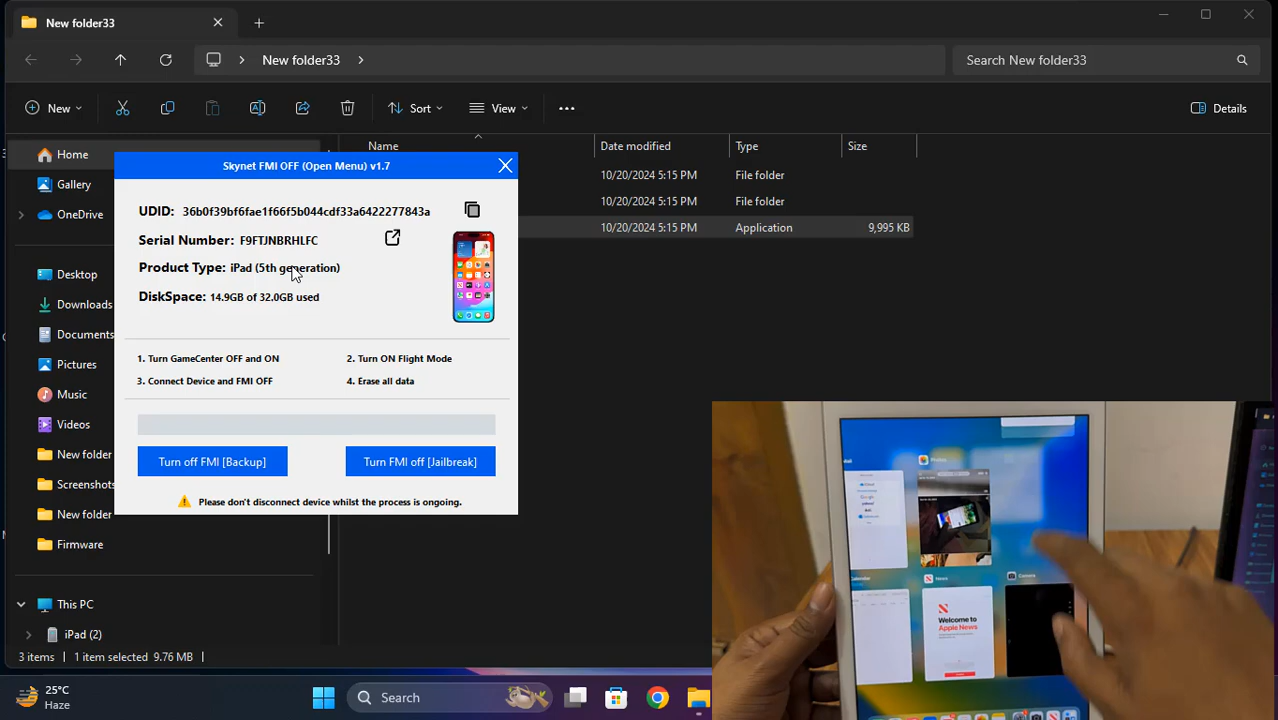 New folder33
New folder33
Search New folder33
New
Sort
View
Details
Home
Gallery
OneDrive
Desktop
Downloads
Documents
Pictures
Music
Videos
New folder
Screenshots
New folder
Firmware
This PC
iPad (2)
Name
Date modified
Type
Size
10/20/2024 5:15 PM
File folder
10/20/2024 5:15 PM
File folder
10/20/2024 5:15 PM
Application
9,995 KB
Skynet FMI OFF (Open Menu) v1.7
UDID: 36b0f39bf6fae1f66f5b044cdf33a6422277843a
Serial Number: F9FTJNBRHLFC
Product Type: iPad (5th generation)
DiskSpace: 14.9GB of 32.0GB used
1. Turn GameCenter OFF and ON
2. Turn ON Flight Mode
3. Connect Device and FMI OFF
4. Erase all data
Turn off FMI [Backup]
Turn FMI off [Jailbreak]
Please don't disconnect device whilst the process is ongoing.
Photos
Calendar
News
Camera
Welcome to
Apple News
3 items
1 item selected 9.76 MB
25°C
Haze
Search